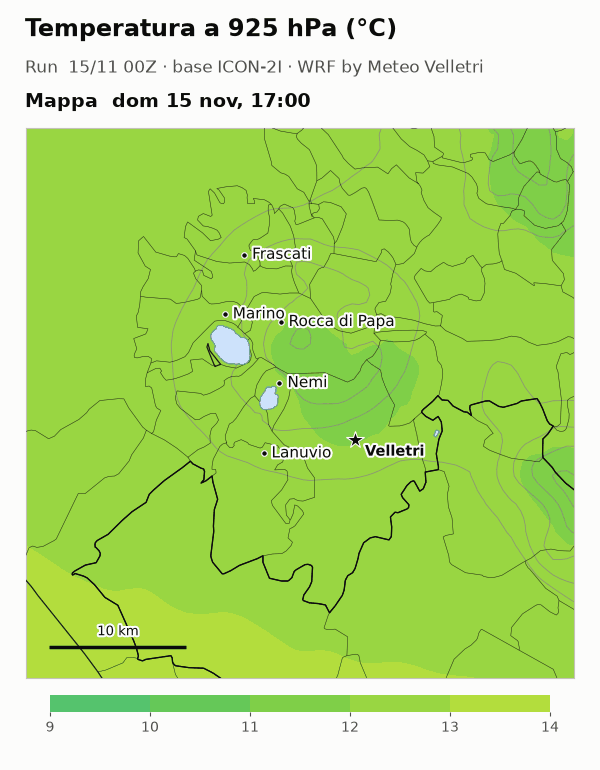 Temperatura a 925 hPa (°C)
Run  15/11 00Z · base ICON-2I · WRF by Meteo Velletri
Mappa  dom 15 nov, 17:00
Frascati
Marino
Rocca di Papa
Nemi
Velletri
Lanuvio
10 km
9 10 11 12 13 14